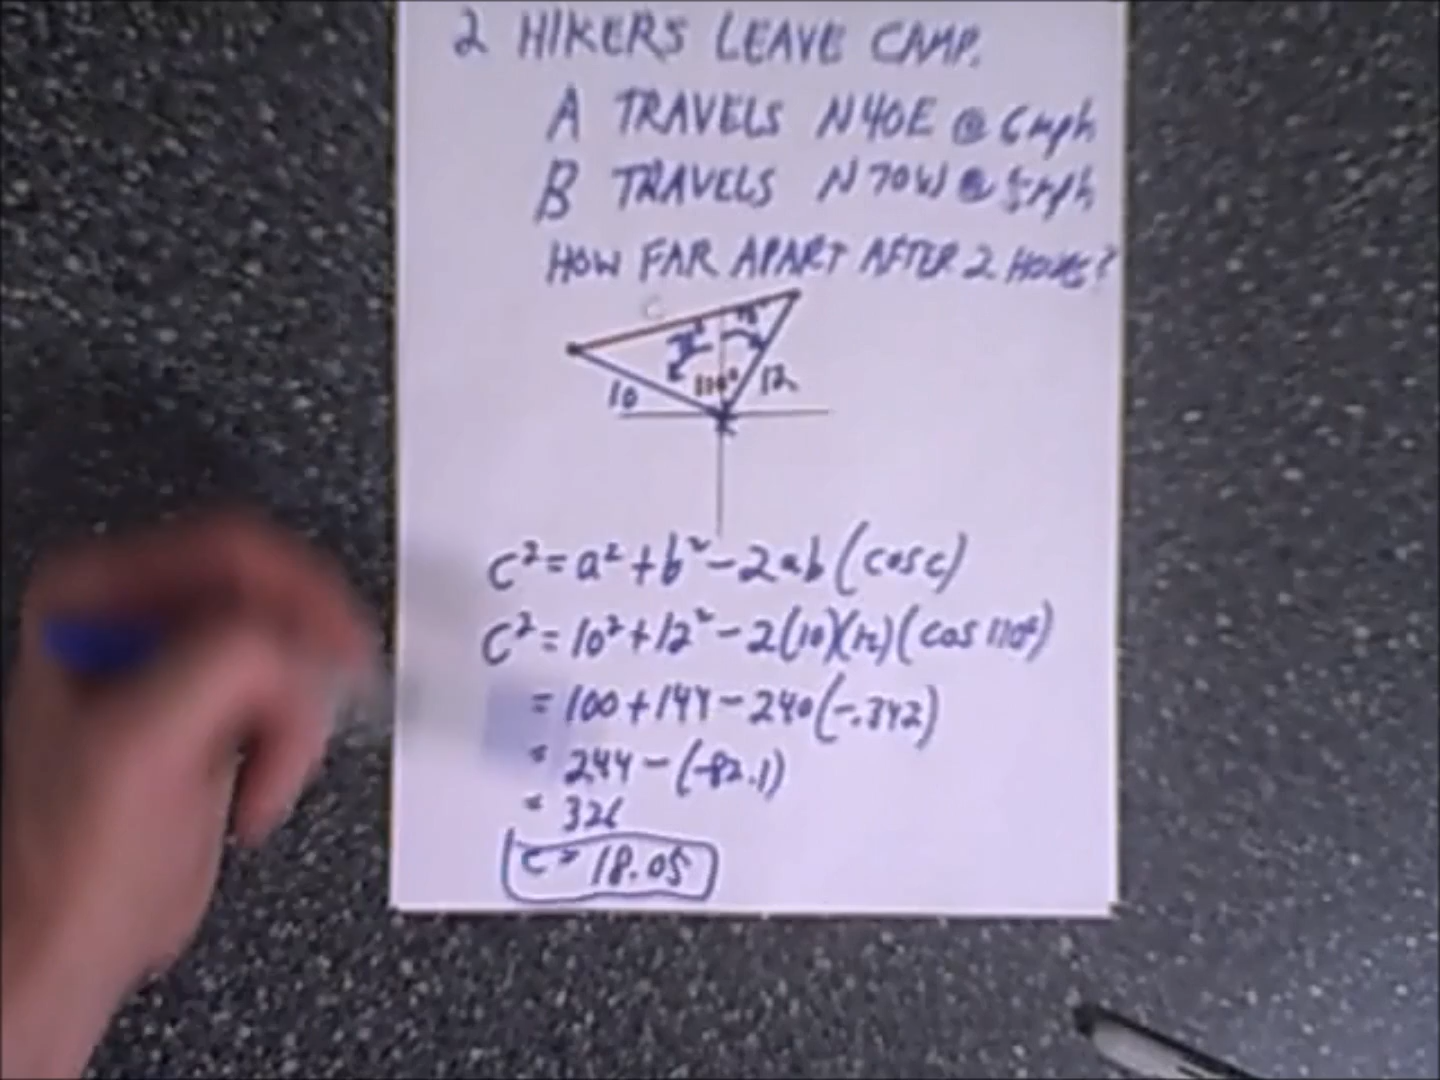 2 HIKERS LEAVE CAMP.
A TRAVELS N40E @ 6mph
B TRAVELS N70W @ 5mph
HOW FAR APART AFTER 2 HOURS?
C
110°
12
10
c² = a² + b² - 2ab (cos c)
c² = 10² + 12² - 2(10)(12)(cos 110°)
= 100 + 144 - 240 (-.342)
= 244 - (-82.1)
= 326
c = 18.05